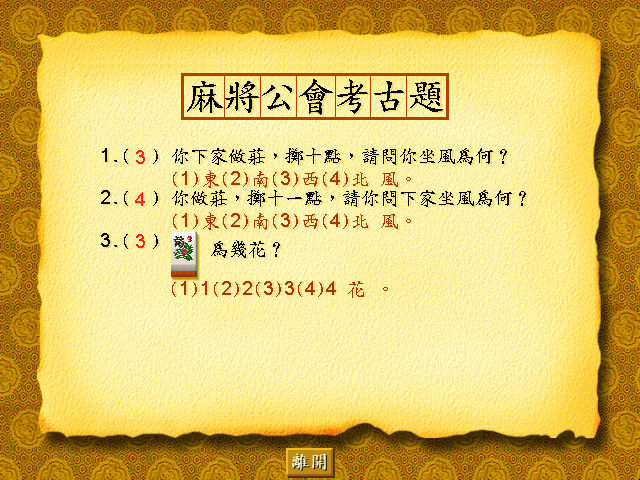 麻將公會考古題
1.( 3 ) 你下家做莊，擲十點，請問你坐風為何？
(1)東(2)南(3)西(4)北 風。
2.( 4 ) 你做莊，擲十一點，請你問下家坐風為何？
(1)東(2)南(3)西(4)北 風。
3.( 3 ) 為幾花？
(1)1(2)2(3)3(4)4 花 。
離開